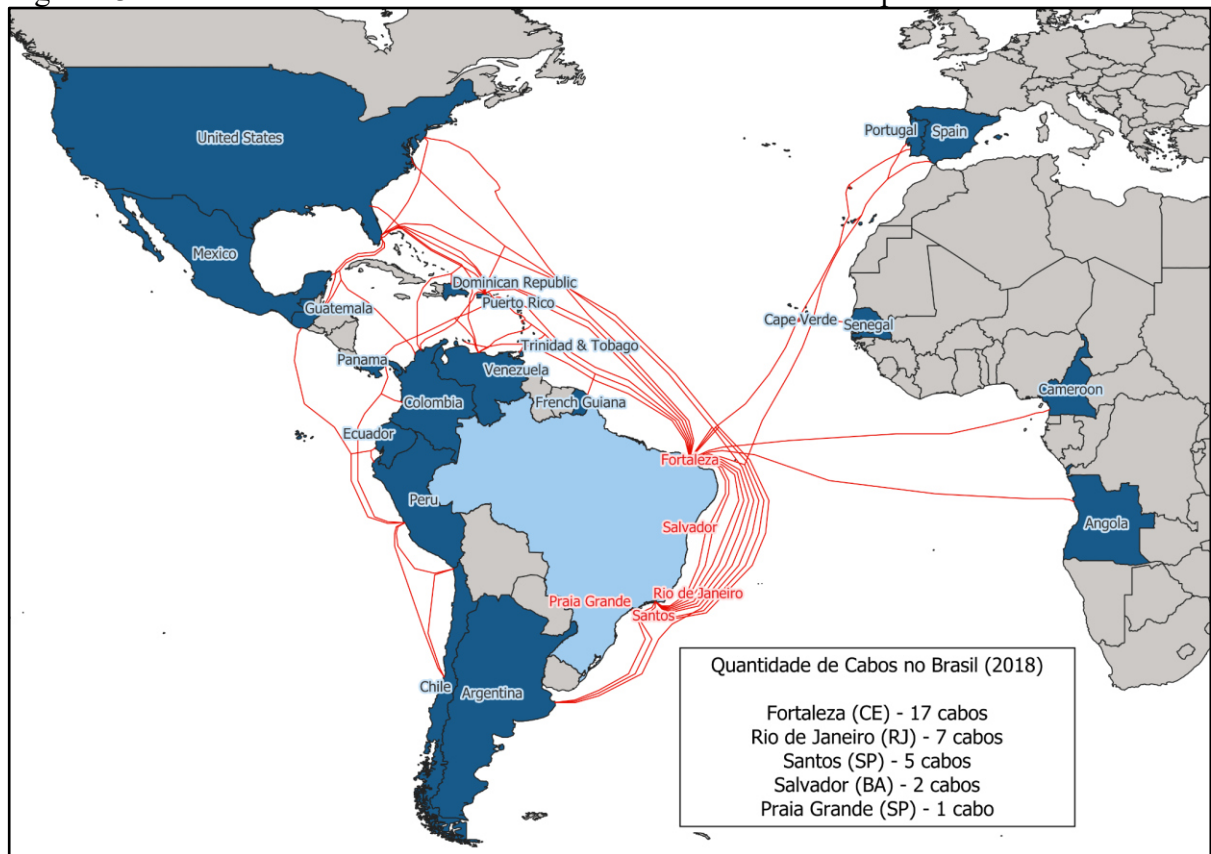 United States
Mexico
Guatemala
Dominican Republic
Puerto Rico
Trinidad & Tobago
Panama
Venezuela
Colombia
French Guiana
Ecuador
Peru
Chile
Argentina
Portugal
Spain
Cape Verde
Senegal
Cameroon
Angola
Fortaleza
Salvador
Rio de Janeiro
Praia Grande
Santos
Quantidade de Cabos no Brasil (2018)
Fortaleza (CE) - 17 cabos
Rio de Janeiro (RJ) - 7 cabos
Santos (SP) - 5 cabos
Salvador (BA) - 2 cabos
Praia Grande (SP) - 1 cabo